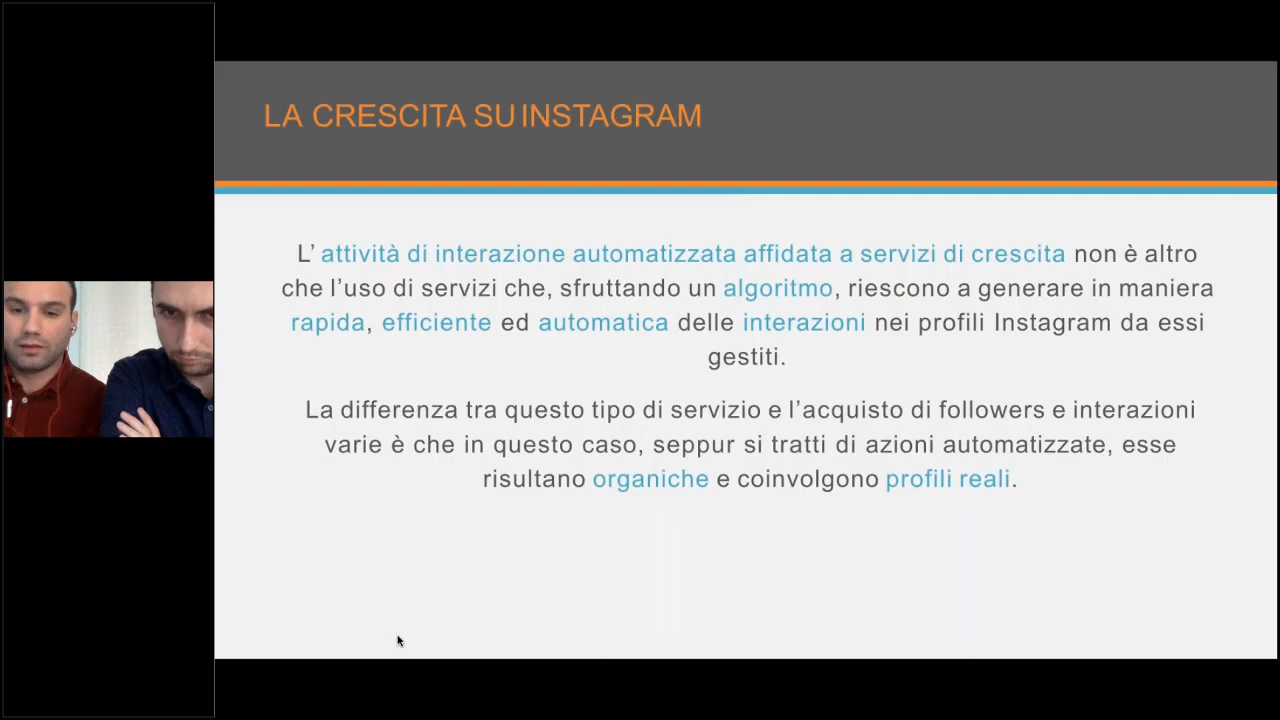 LA CRESCITA SU INSTAGRAM
L’ attività di interazione automatizzata affidata a servizi di crescita non è altro
che l’uso di servizi che, sfruttando un algoritmo, riescono a generare in maniera
rapida, efficiente ed automatica delle interazioni nei profili Instagram da essi
gestiti.
La differenza tra questo tipo di servizio e l’acquisto di followers e interazioni
varie è che in questo caso, seppur si tratti di azioni automatizzate, esse
risultano organiche e coinvolgono profili reali.